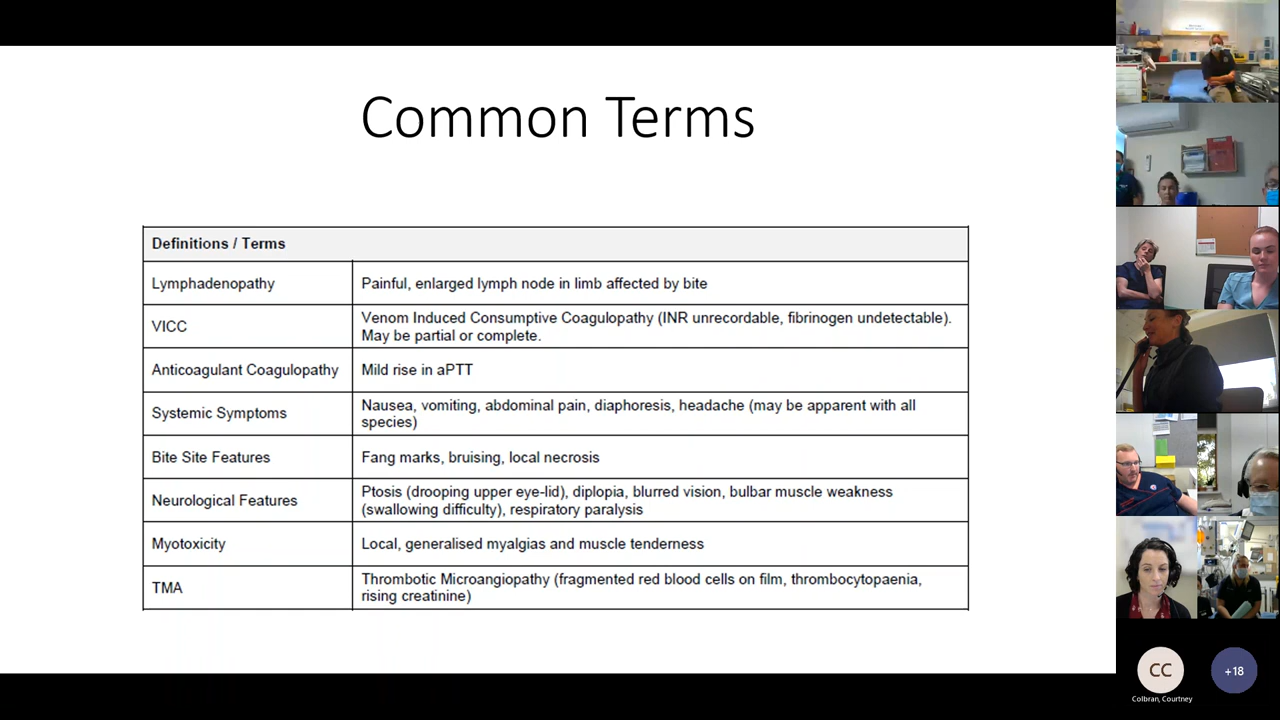 Common Terms
Definitions / Terms
Lymphadenopathy
Painful, enlarged lymph node in limb affected by bite
VICC
Venom Induced Consumptive Coagulopathy (INR unrecordable, fibrinogen undetectable).
May be partial or complete.
Anticoagulant Coagulopathy
Mild rise in aPTT
Systemic Symptoms
Nausea, vomiting, abdominal pain, diaphoresis, headache (may be apparent with all
species)
Bite Site Features
Fang marks, bruising, local necrosis
Neurological Features
Ptosis (drooping upper eye-lid), diplopia, blurred vision, bulbar muscle weakness
(swallowing difficulty), respiratory paralysis
Myotoxicity
Local, generalised myalgias and muscle tenderness
TMA
Thrombotic Microangiopathy (fragmented red blood cells on film, thrombocytopaenia,
rising creatinine)
CC
+18
Colbran, Courtney